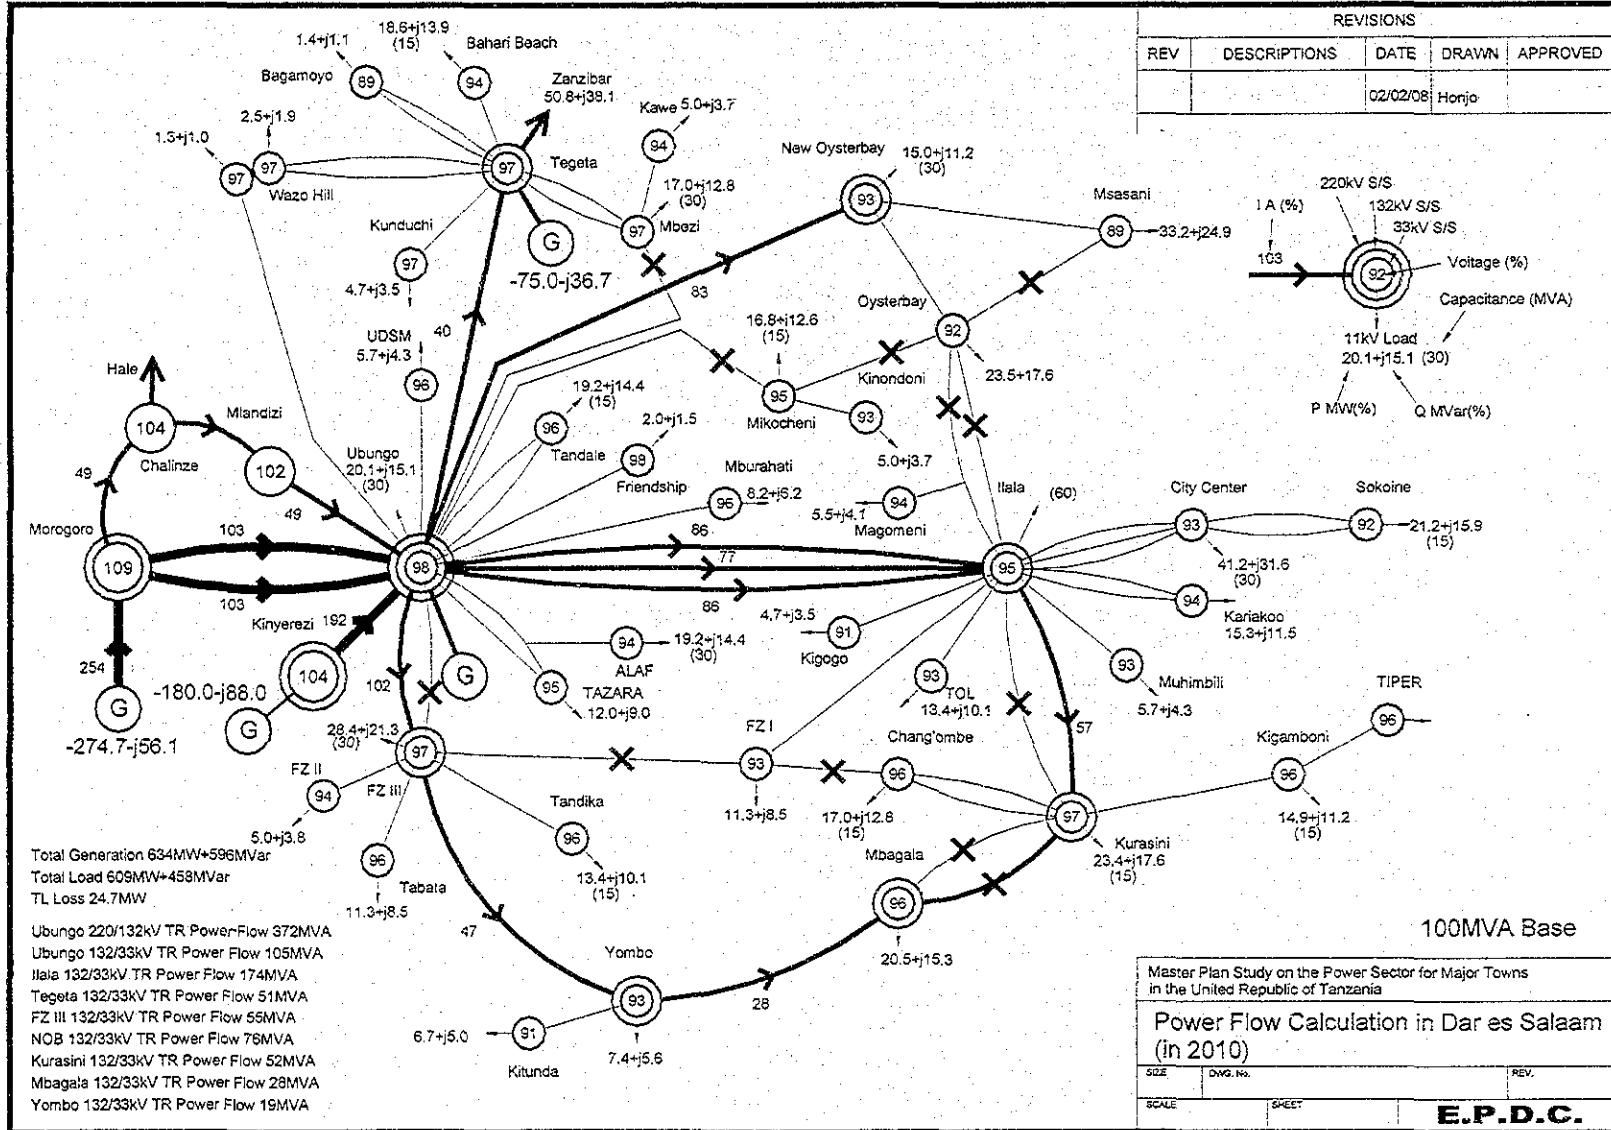 REVISIONS
REV DESCRIPTIONS DATE DRAWN APPROVED
02/02/08 Honjo
18.6+j13.9
(15)
1.4+j1.1
Bahari Beach
Bagamoyo
89
94
Zanzibar
50.8+j38.1
2.5+j1.9
1.3+j1.0
97
97
Wazo Hill
97
Tegeta
Kawe 5.0+j3.7
94
17.0+j12.8
(30)
97
Mbezi
Kunduchi
97
4.7+j3.5
G
-75.0-j36.7
New Oysterbay
93
15.0+j11.2
(30)
Msasani
89
33.2+j24.9
220kV S/S
132kV S/S
33kV S/S
I A (%)
103
92
Voltage (%)
Capacitance (MVA)
11kV Load
20.1+j15.1 (30)
P MW(%)
Q MVar(%)
83
40
UDSM
5.7+j4.3
96
16.8+j12.6
(15)
Oysterbay
92
23.5+17.6
Kinondoni
95
Mikocheni
93
5.0+j3.7
Hale
104
Chalinze
Mlandizi
102
49
49
Morogoro
109
103
103
254
G
-274.7-j56.1
Ubungo
20.1+j15.1
(30)
98
19.2+j14.4
(15)
96
Tandale
2.0+j1.5
98
Friendship
Mburahati
96
8.2+j6.2
86
77
86
94
5.5+j4.1
Magomeni
Ilala
(60)
95
City Center
93
41.2+j31.6
(30)
Sokoine
92
21.2+j15.9
(15)
94
Kariakoo
15.3+j11.5
Kinyerezi
192
104
-180.0-j88.0
G
102
G
94
ALAF
19.2+j14.4
(30)
95
TAZARA
12.0+j9.0
4.7+j3.5
91
Kigogo
93
TOL
13.4+j10.1
93
Muhimbili
5.7+j4.3
57
TIPER
96
Kigamboni
96
14.9+j11.2
(15)
28.4+j21.3
(30)
97
FZ III
FZ II
94
5.0+j3.8
96
Tabata
11.3+j8.5
Tandika
96
13.4+j10.1
(15)
FZ I
93
11.3+j8.5
Chang'ombe
96
17.0+j12.8
(15)
97
Kurasini
23.4+j17.6
(15)
Mbagala
96
20.5+j15.3
47
28
Yombo
93
7.4+j5.6
91
6.7+j5.0
Kitunda
Total Generation 634MW+596MVar
Total Load 609MW+458MVar
TL Loss 24.7MW
Ubungo 220/132kV TR Power Flow 372MVA
Ubungo 132/33kV TR Power Flow 105MVA
Ilala 132/33kV TR Power Flow 174MVA
Tegeta 132/33kV TR Power Flow 51MVA
FZ III 132/33kV TR Power Flow 55MVA
NOB 132/33kV TR Power Flow 76MVA
Kurasini 132/33kV TR Power Flow 52MVA
Mbagala 132/33kV TR Power Flow 28MVA
Yombo 132/33kV TR Power Flow 19MVA
100MVA Base
Master Plan Study on the Power Sector for Major Towns
in the United Republic of Tanzania
Power Flow Calculation in Dar es Salaam
(in 2010)
SIZE DWG. No. REV.
SCALE SHEET
E.P.D.C.